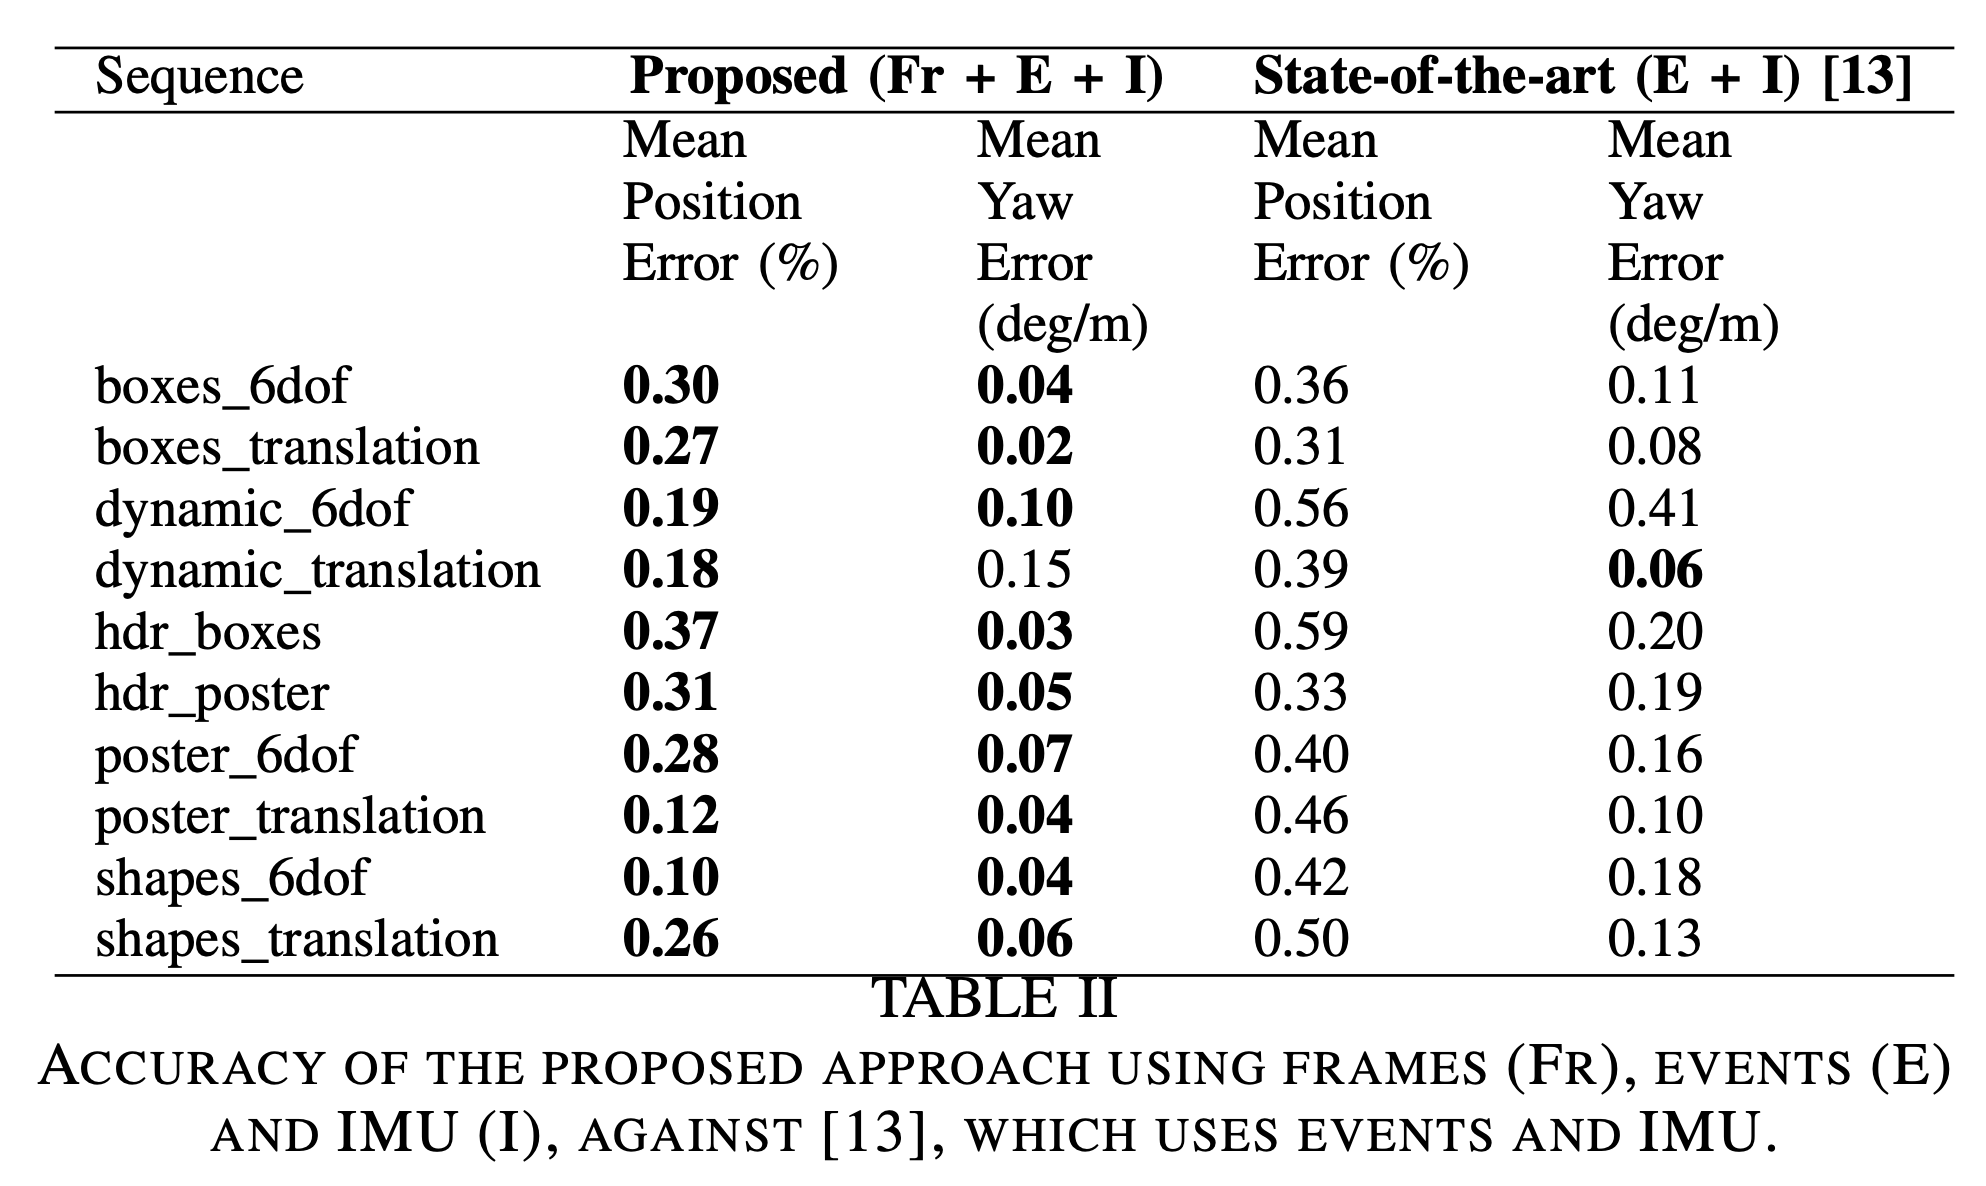 Sequence Proposed (Fr + E + I) State-of-the-art (E + I) [13]
Mean Mean Mean Mean
Position Yaw Position Yaw
Error (%) Error Error (%) Error
(deg/m) (deg/m)
boxes_6dof 0.30 0.04 0.36 0.11
boxes_translation 0.27 0.02 0.31 0.08
dynamic_6dof 0.19 0.10 0.56 0.41
dynamic_translation 0.18 0.15 0.39 0.06
hdr_boxes 0.37 0.03 0.59 0.20
hdr_poster 0.31 0.05 0.33 0.19
poster_6dof 0.28 0.07 0.40 0.16
poster_translation 0.12 0.04 0.46 0.10
shapes_6dof 0.10 0.04 0.42 0.18
shapes_translation 0.26 0.06 0.50 0.13
TABLE II
ACCURACY OF THE PROPOSED APPROACH USING FRAMES (FR), EVENTS (E)
AND IMU (I), AGAINST [13], WHICH USES EVENTS AND IMU.